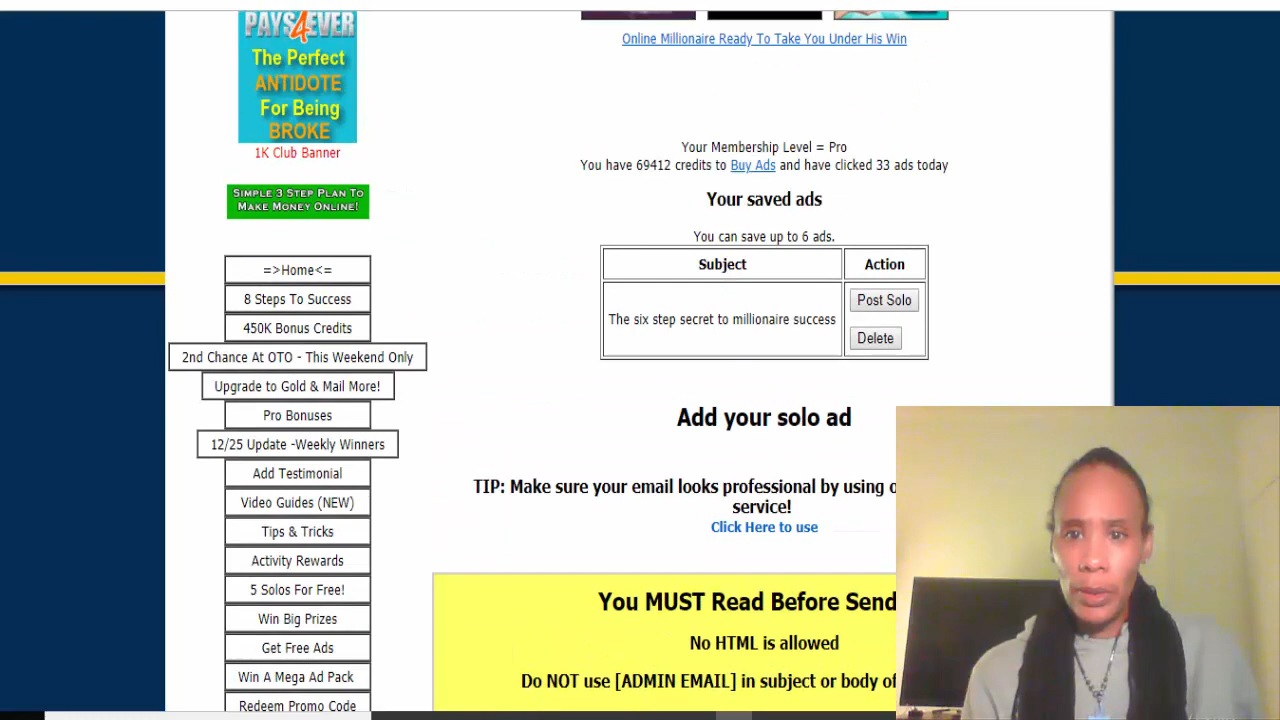 PAYS4EVER
The Perfect
ANTIDOTE
For Being
BROKE
1K Club Banner
SIMPLE 3 STEP PLAN TO
MAKE MONEY ONLINE!
=>Home<=
8 Steps To Success
450K Bonus Credits
2nd Chance At OTO - This Weekend Only
Upgrade to Gold & Mail More!
Pro Bonuses
12/25 Update -Weekly Winners
Add Testimonial
Video Guides (NEW)
Tips & Tricks
Activity Rewards
5 Solos For Free!
Win Big Prizes
Get Free Ads
Win A Mega Ad Pack
Redeem Promo Code
Online Millionaire Ready To Take You Under His Win
Your Membership Level = Pro
You have 69412 credits to Buy Ads and have clicked 33 ads today
Your saved ads
You can save up to 6 ads.
Subject Action
The six step secret to millionaire success
Post Solo
Delete
Add your solo ad
TIP: Make sure your email looks professional by using
service!
Click Here to use
You MUST Read Before Send
No HTML is allowed
Do NOT use [ADMIN EMAIL] in subject or body of